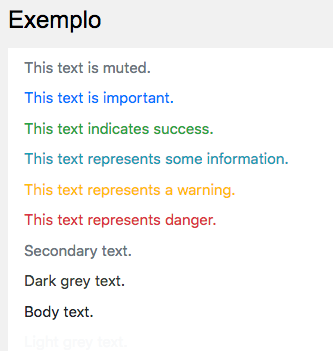 Exemplo
This text is muted.
This text is important.
This text indicates success.
This text represents some information.
This text represents a warning.
This text represents danger.
Secondary text.
Dark grey text.
Body text.
Light grey text.